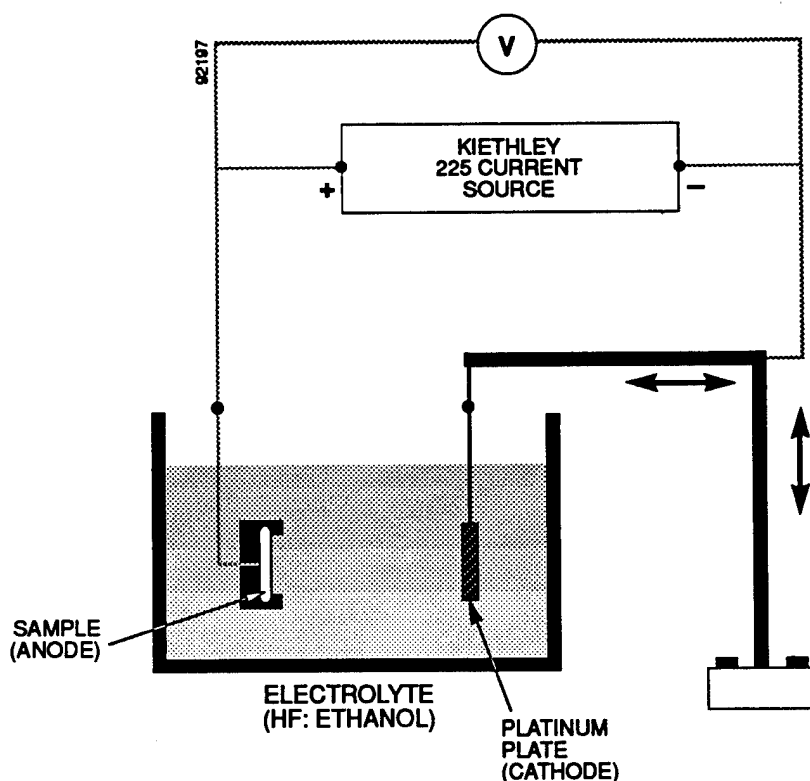 92197
V
KIETHLEY
225 CURRENT
SOURCE
+
−
SAMPLE
(ANODE)
ELECTROLYTE
(HF: ETHANOL)
PLATINUM
PLATE
(CATHODE)